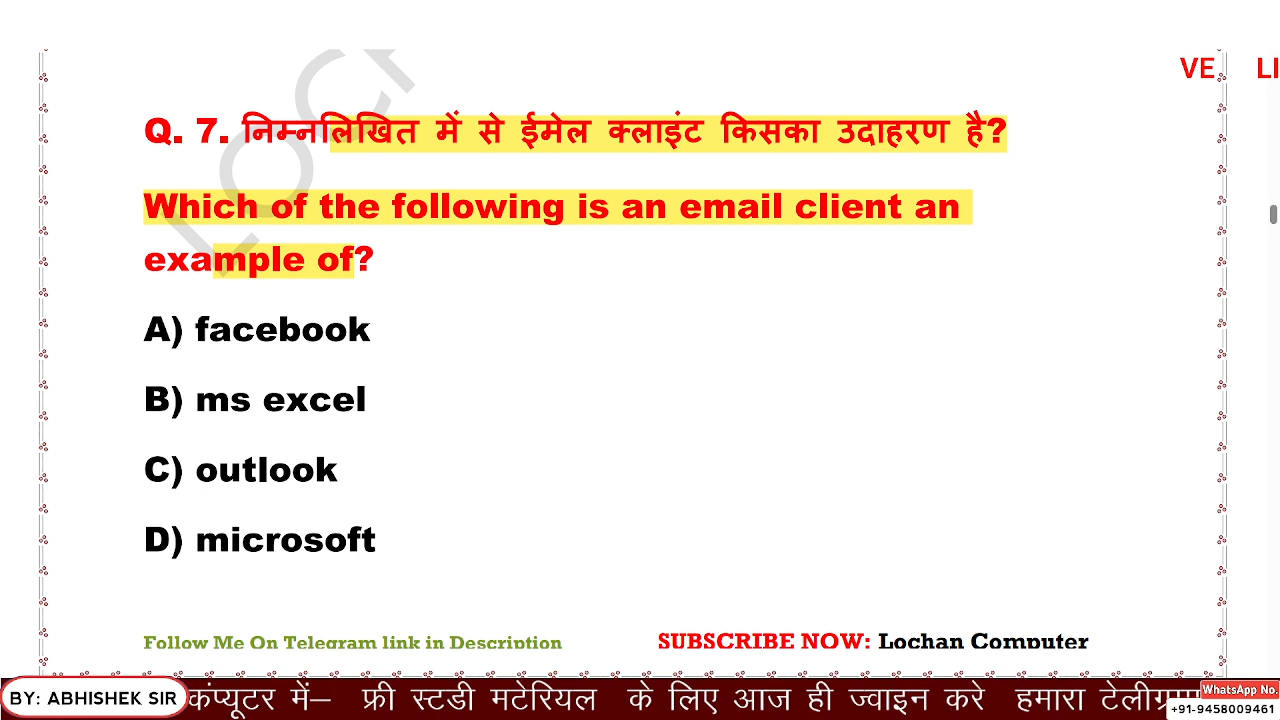 VE LI
Q. 7. निम्नलिखित में से ईमेल क्लाइंट किसका उदाहरण है?
Which of the following is an email client an
example of?
A) facebook
B) ms excel
C) outlook
D) microsoft
Follow Me On Telegram link in Description SUBSCRIBE NOW: Lochan Computer
BY: ABHISHEK SIR कंप्यूटर में– फ्री स्टडी मटेरियल के लिए आज ही ज्वाइन करे हमारा टेलीग्राम
WhatsApp No.
+91-9458009461